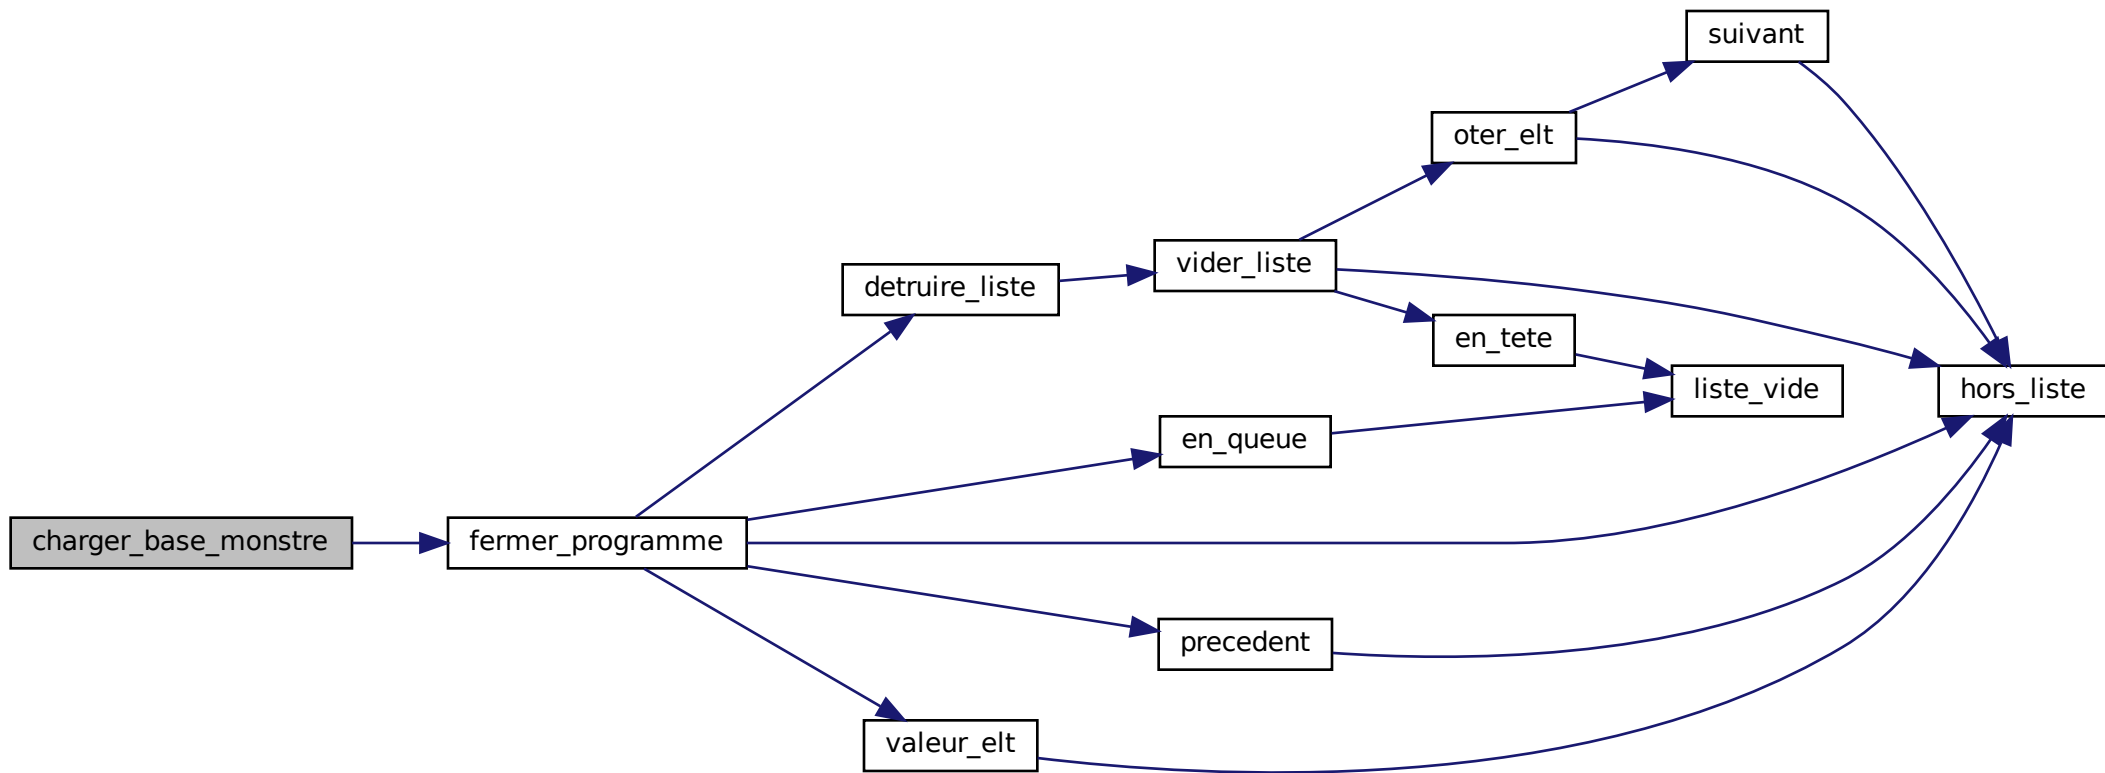 suivant
oter_elt
vider_liste
detruire_liste
en_tete
liste_vide
hors_liste
en_queue
charger_base_monstre
fermer_programme
precedent
valeur_elt